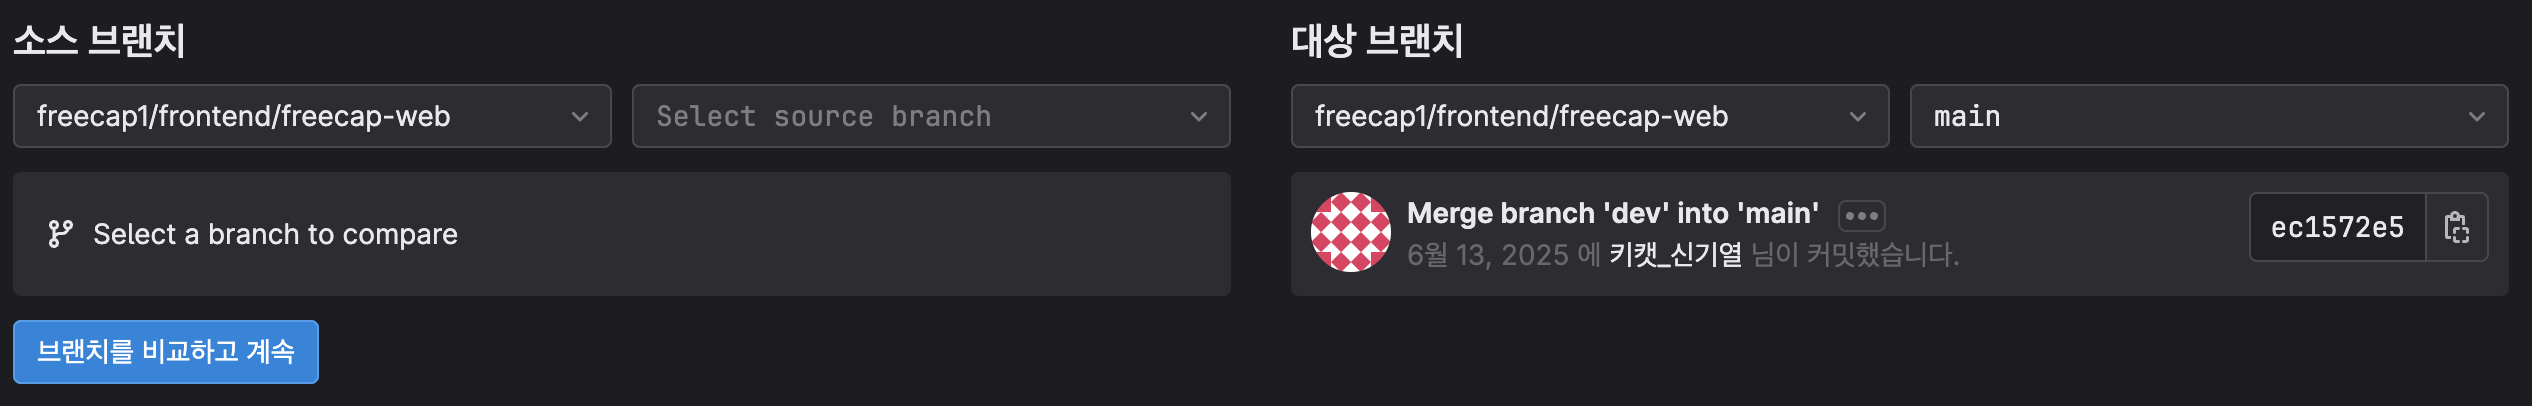 소스 브랜치
freecap1/frontend/freecap-web
Select source branch
Select a branch to compare
브랜치를 비교하고 계속
대상 브랜치
freecap1/frontend/freecap-web
main
Merge branch 'dev' into 'main'
6월 13, 2025 에 키캣_신기열 님이 커밋했습니다.
ec1572e5